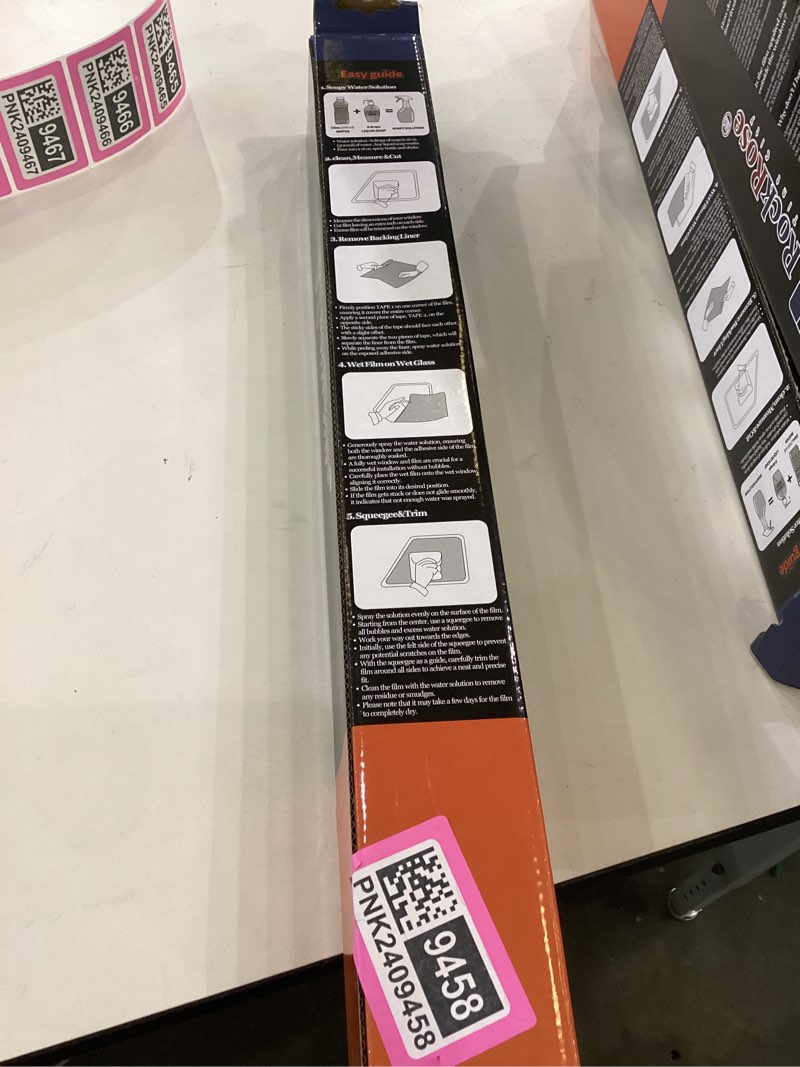 9465
PNK2409465
9466
PNK2409466
9467
PNK2409467
Easy guide
1. Soapy Water Solution
+
=
WATER
LIQUID SOAP
SOAPY SOLUTION
2. clean,Measure &Cut
• Measure the dimensions of your window.
• Cut film leaving an extra inch on each side.
• Excess film will be trimmed on the window.
3. Remove Backing Liner
• Firmly position TAPE 1 on one corner of the film,
ensuring it covers the entire corner.
• Apply a second piece of tape, TAPE 2, on the
opposite side.
• The sticky sides of the tape should face each other,
with a slight offset.
• Slowly separate the two pieces of tape, which will
separate the liner from the film.
• While peeling away the liner, spray water solution
on the exposed adhesive side.
4. Wet Film on Wet Glass
• Generously spray the water solution, ensuring
both the window and the adhesive side of the film
are thoroughly soaked.
• A fully wet window and film are crucial for a
successful installation without bubbles.
• Carefully place the wet film onto the wet window,
aligning it correctly.
• Slide the film into its desired position.
• If the film gets stuck or does not glide smoothly,
it indicates that not enough water was sprayed.
5. Squeegee&Trim
• Spray the solution evenly on the surface of the film.
• Starting from the center, use a squeegee to remove
all bubbles and excess water solution.
• Work your way out towards the edges.
• Initially, use the felt side of the squeegee to prevent
any potential scratches on the film.
• With the squeegee as a guide, carefully trim the
film around all sides to achieve a neat and precise
fit.
• Clean the film with the water solution to remove
any residue or smudges.
• Please note that it may take a few days for the film
to completely dry.
9458
PNK2409458
ROCKROSE
guide